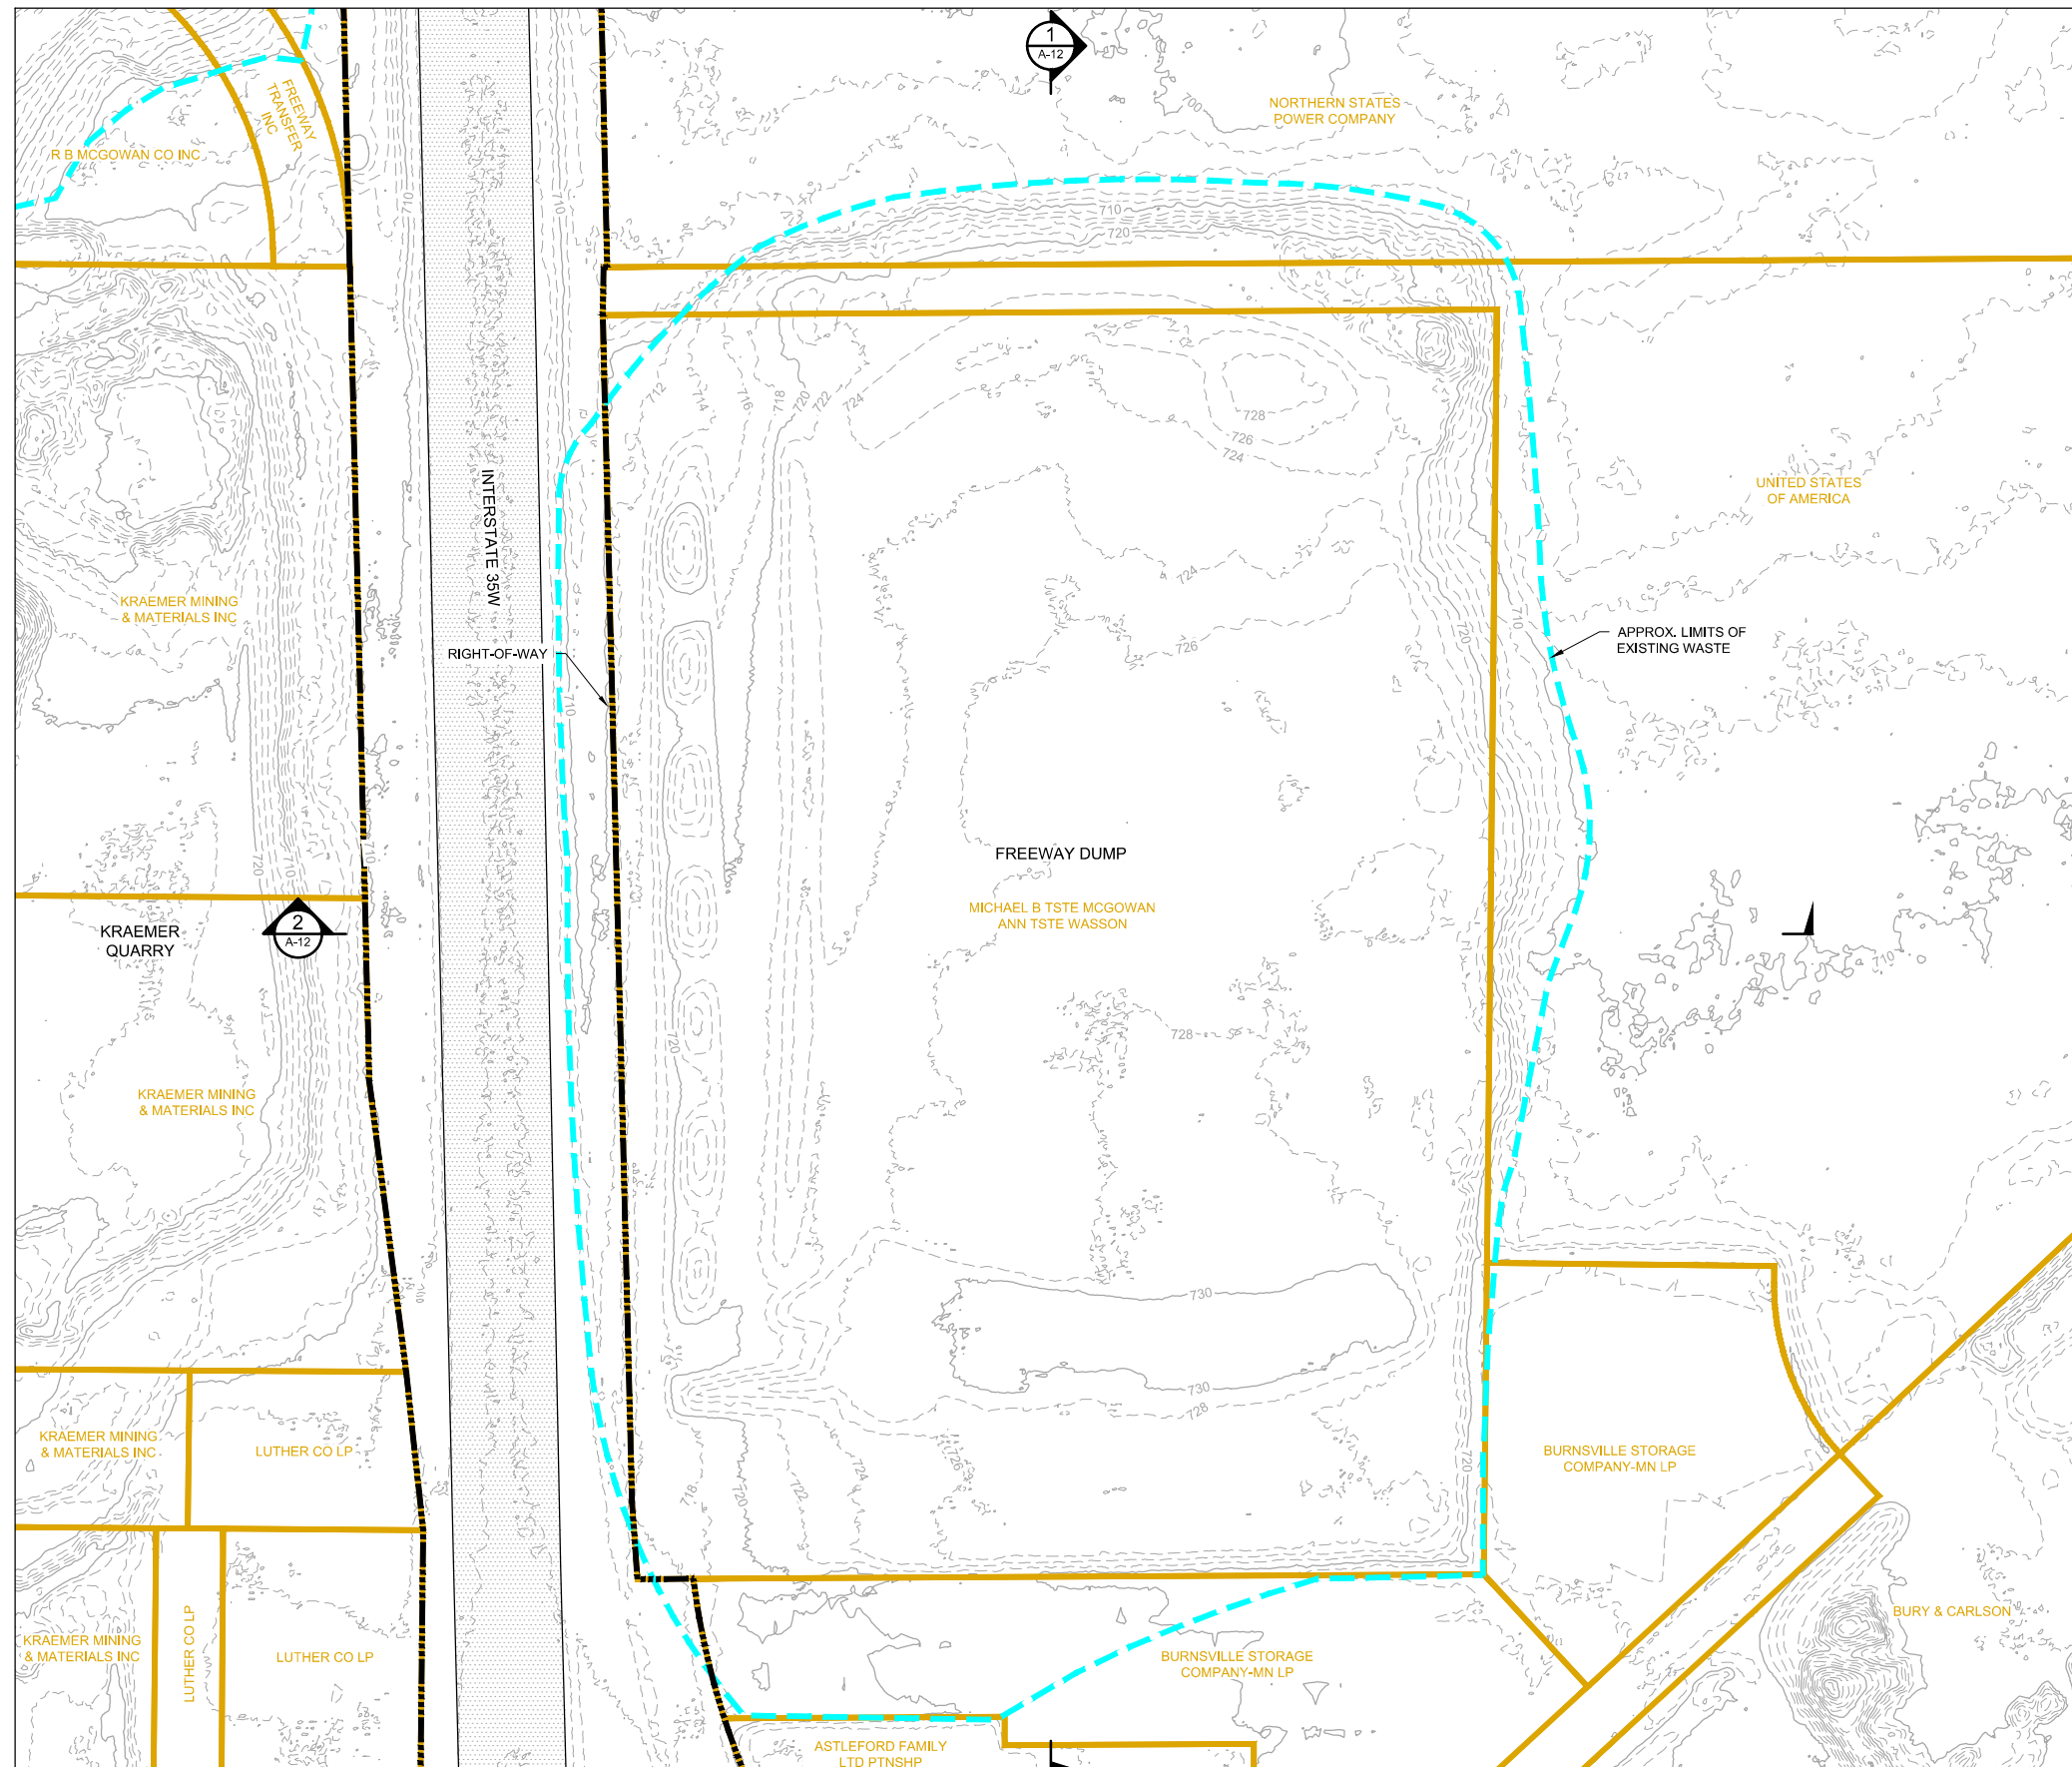 1
A-12
NORTHERN STATES
POWER COMPANY
700
FREEWAY
TRANSFER
INC
R B MCGOWAN CO INC
710
710
710
720
712
714
716
718
720
722
724
728
726
724
INTERSTATE 35W
UNITED STATES
OF AMERICA
724
KRAEMER MINING
& MATERIALS INC
710
720
APPROX. LIMITS OF
EXISTING WASTE
RIGHT-OF-WAY
726
710
FREEWAY DUMP
720
710
710
MICHAEL B TSTE MCGOWAN
ANN TSTE WASSON
2
A-12
KRAEMER
QUARRY
710
728
720
KRAEMER MINING
& MATERIALS INC
730
730
728
KRAEMER MINING
& MATERIALS INC
LUTHER CO LP
718
720
722
724
726
720
BURNSVILLE STORAGE
COMPANY-MN LP
BURY & CARLSON
KRAEMER MINING
& MATERIALS INC
LUTHER CO LP
LUTHER CO LP
BURNSVILLE STORAGE
COMPANY-MN LP
ASTLEFORD FAMILY
LTD PTNSHP